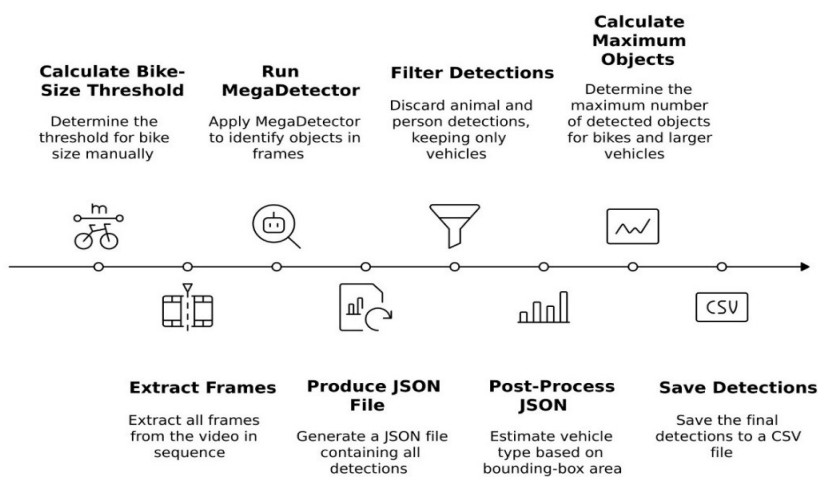 Calculate Bike-
Size Threshold
Determine the
threshold for bike
size manually
m
Extract Frames
Extract all frames
from the video in
sequence
Run
MegaDetector
Apply MegaDetector
to identify objects in
frames
Produce JSON
File
Generate a JSON file
containing all
detections
Filter Detections
Discard animal and
person detections,
keeping only
vehicles
Post-Process
JSON
Estimate vehicle
type based on
bounding-box area
Calculate
Maximum
Objects
Determine the
maximum number
of detected objects
for bikes and larger
vehicles
CSV
Save Detections
Save the final
detections to a CSV
file